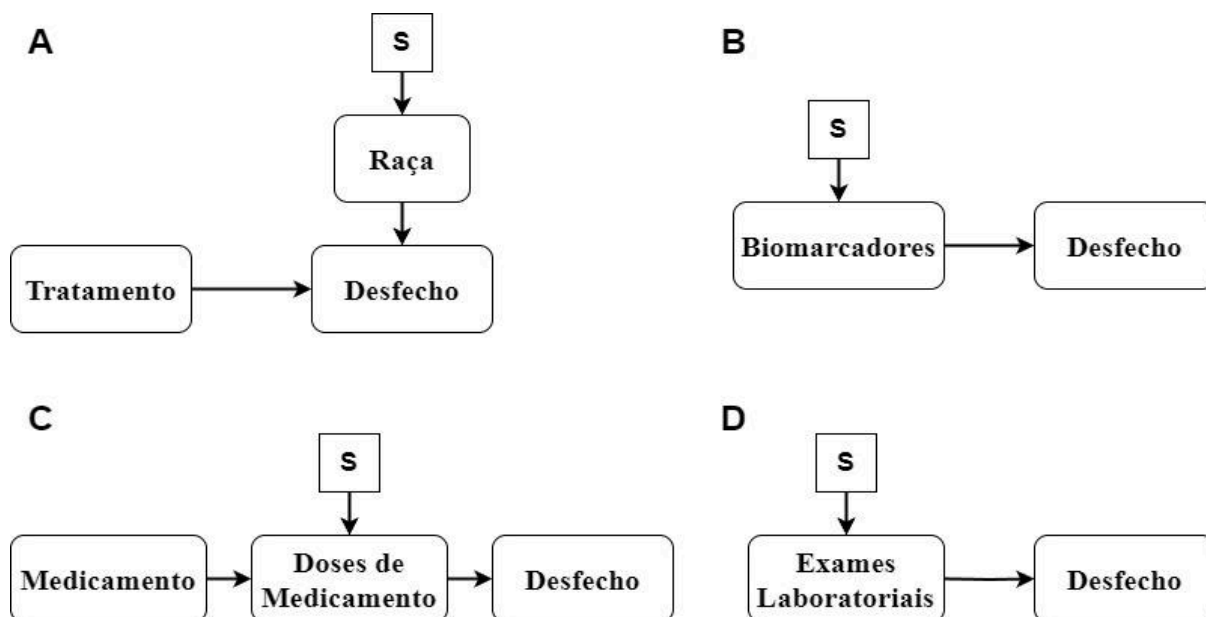 A
S
Raça
Tratamento
Desfecho
B
S
Biomarcadores
Desfecho
C
S
Medicamento
Doses de
Medicamento
Desfecho
D
S
Exames
Laboratoriais
Desfecho